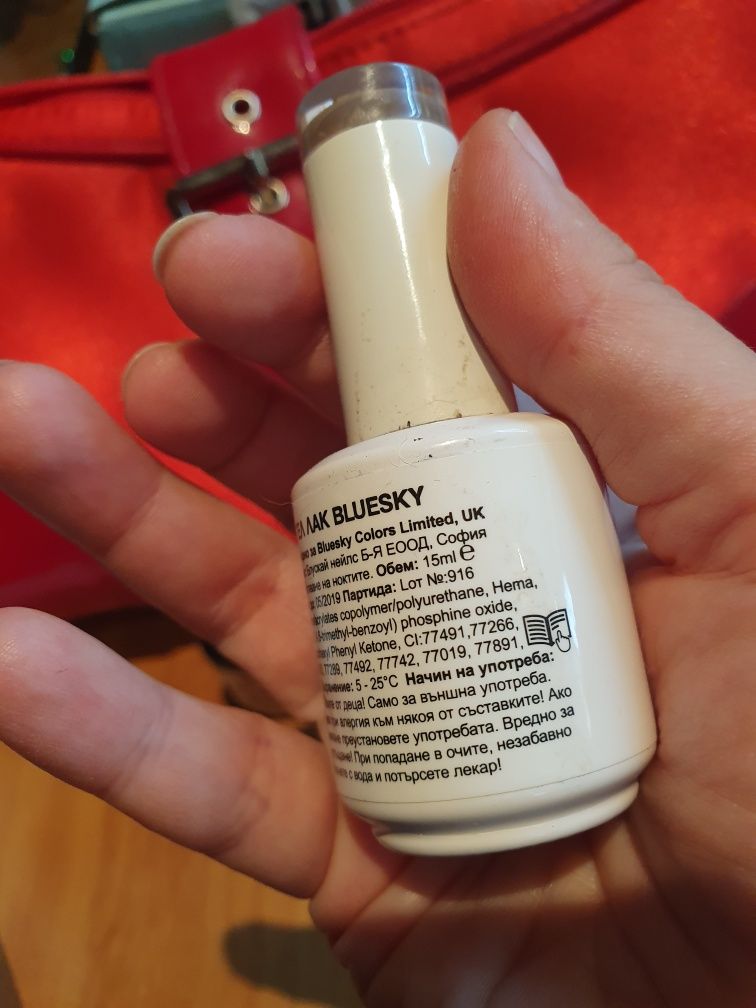 ЛАК BLUESKY
за Bluesky Colors Limited, UK
нейлс Б-Я ЕООД, София
на ноктите. Обем: 15ml ℮
05/2019 Партида: Lot №:916
copolymer/polyurethane, Hema,
phosphine oxide,
Phenyl Ketone, CI:77491,77266,
77289, 77492, 77742, 77019, 77891,
5 - 25°C Начин на употреба:
от деца! Само за външна употреба.
алергия към някоя от съставките! Ако
преустановете употребата. Вредно за
При попадане в очите, незабавно
с вода и потърсете лекар!